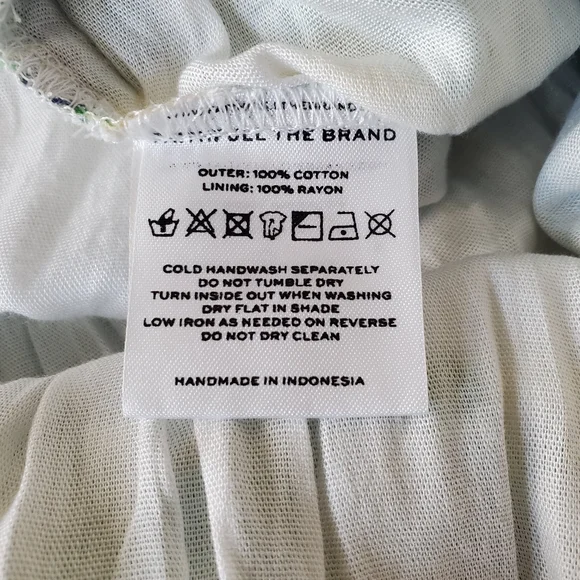 THE BRAND
OUTER: 100% COTTON
LINING: 100% RAYON
COLD HANDWASH SEPARATELY
DO NOT TUMBLE DRY
TURN INSIDE OUT WHEN WASHING
DRY FLAT IN SHADE
LOW IRON AS NEEDED ON REVERSE
DO NOT DRY CLEAN
HANDMADE IN INDONESIA